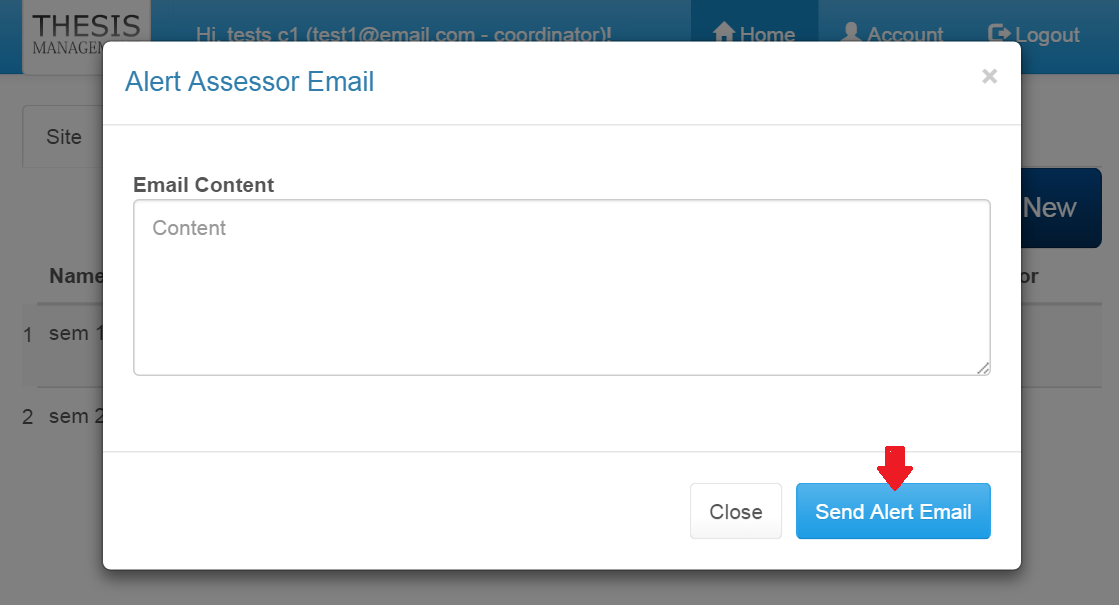 THESIS
MANAGEM
Hi, tests c1 (test1@email.com - coordinator)!
Home
Account
Logout
Alert Assessor Email
×
Site
Email Content
Content
New
Name
or
1
sem 1
2
sem 2
Close
Send Alert Email